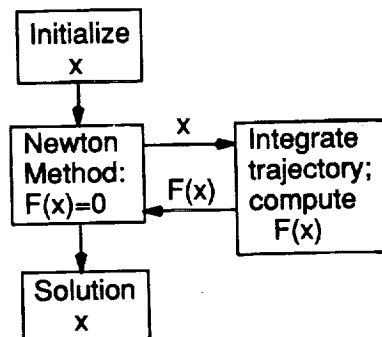 Initialize
x
Newton
Method:
F(x)=0
x
F(x)
Integrate
trajectory;
compute
F(x)
Solution
x